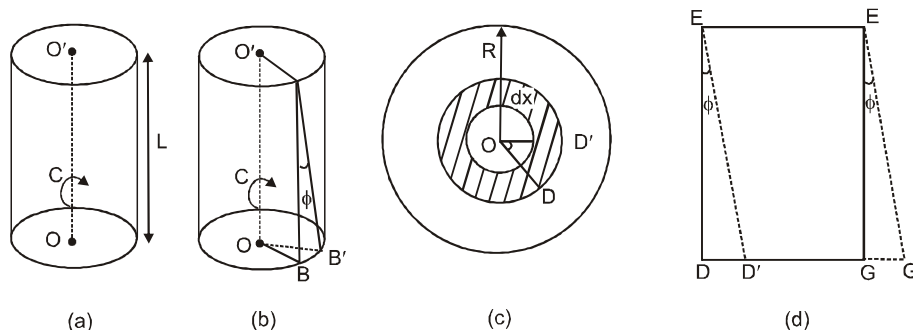 O′
L
C
O
(a)
O′
C
O
ϕ
B
B′
(b)
R
dx
O
D′
D
(c)
E
E
ϕ
ϕ
D
D′
G
G
(d)